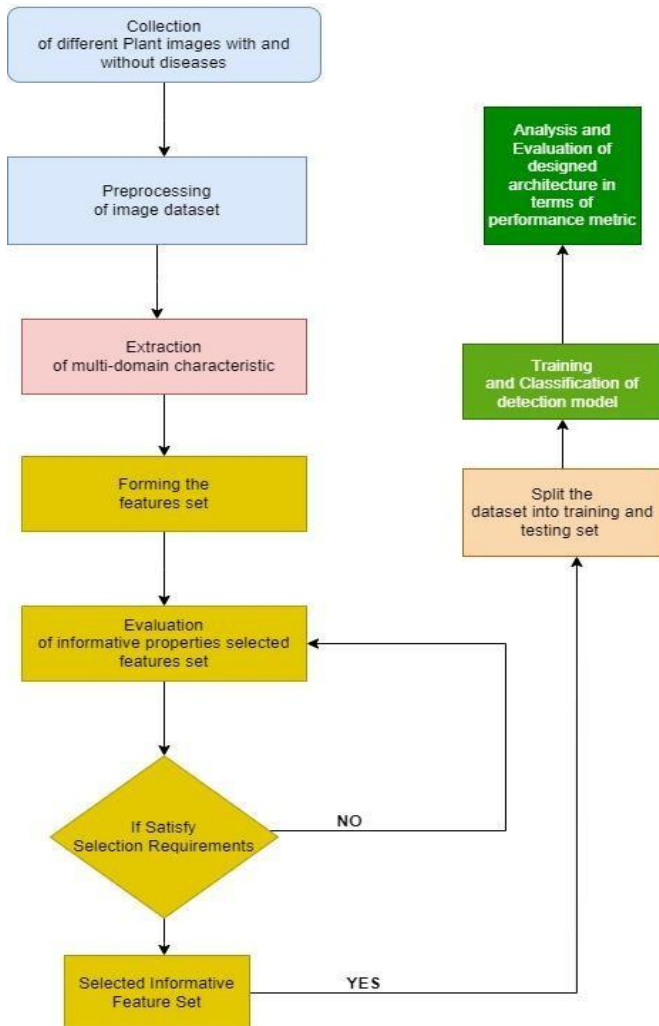 Collection
of different Plant images with and
without diseases
Preprocessing
of image dataset
Extraction
of multi-domain characteristic
Forming the
features set
Evaluation
of informative properties selected
features set
If Satisfy
Selection Requirements
NO
Selected Informative
Feature Set
YES
Split the
dataset into training and
testing set
Training
and Classification of
detection model
Analysis and
Evaluation of
designed
architecture in
terms of
performance metric